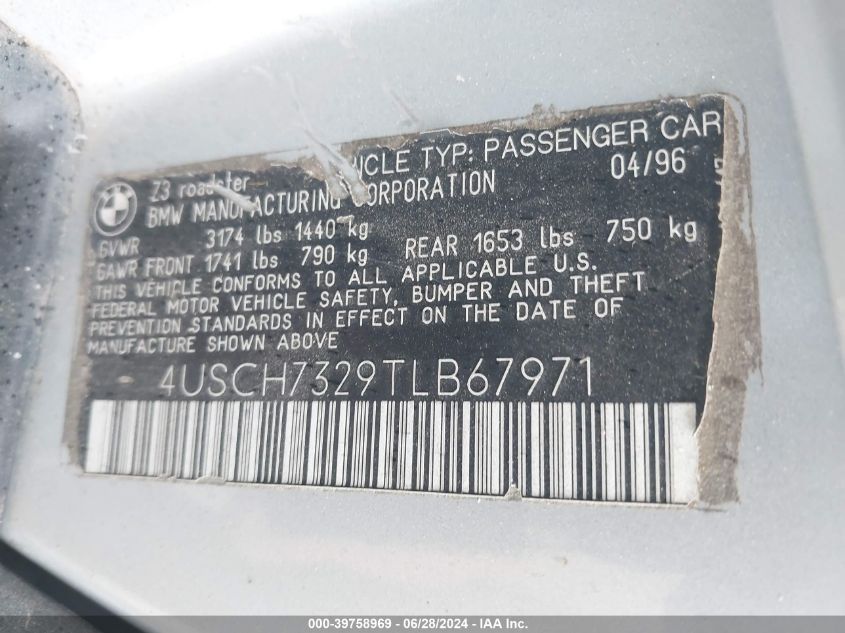 Z3 roadster VEHICLE TYP: PASSENGER CAR
BMW MANUFACTURING CORPORATION 04/96
GVWR 3174 lbs 1440 kg
GAWR FRONT 1741 lbs 790 kg REAR 1653 lbs 750 kg
THIS VEHICLE CONFORMS TO ALL APPLICABLE U.S.
FEDERAL MOTOR VEHICLE SAFETY, BUMPER AND THEFT
PREVENTION STANDARDS IN EFFECT ON THE DATE OF
MANUFACTURE SHOWN ABOVE
4USCH7329TLB67971
000-39758969 | 06/28/2024 | IAA Inc.